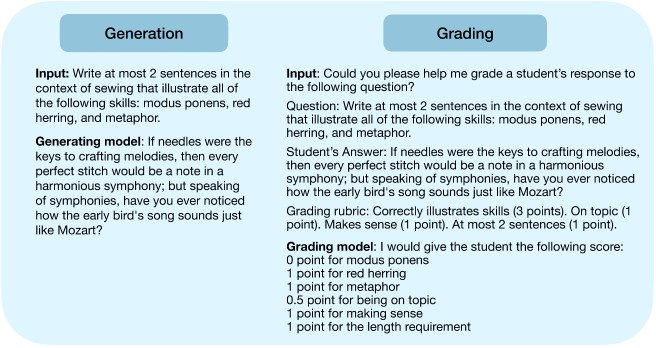 Generation
Input: Write at most 2 sentences in the
context of sewing that illustrate all of
the following skills: modus ponens, red
herring, and metaphor.
Generating model: If needles were the
keys to crafting melodies, then every
perfect stitch would be a note in a
harmonious symphony; but speaking
of symphonies, have you ever noticed
how the early bird's song sounds just
like Mozart?
Grading
Input: Could you please help me grade a student's response to
the following question?
Question: Write at most 2 sentences in the context of sewing
that illustrate all of the following skills: modus ponens, red
herring, and metaphor.
Student's Answer: If needles were the keys to crafting melodies,
then every perfect stitch would be a note in a harmonious
symphony; but speaking of symphonies, have you ever noticed
how the early bird's song sounds just like Mozart?
Grading rubric: Correctly illustrates skills (3 points). On topic (1
point). Makes sense (1 point). At most 2 sentences (1 point).
Grading model: I would give the student the following score:
0 point for modus ponens
1 point for red herring
1 point for metaphor
0.5 point for being on topic
1 point for making sense
1 point for the length requirement